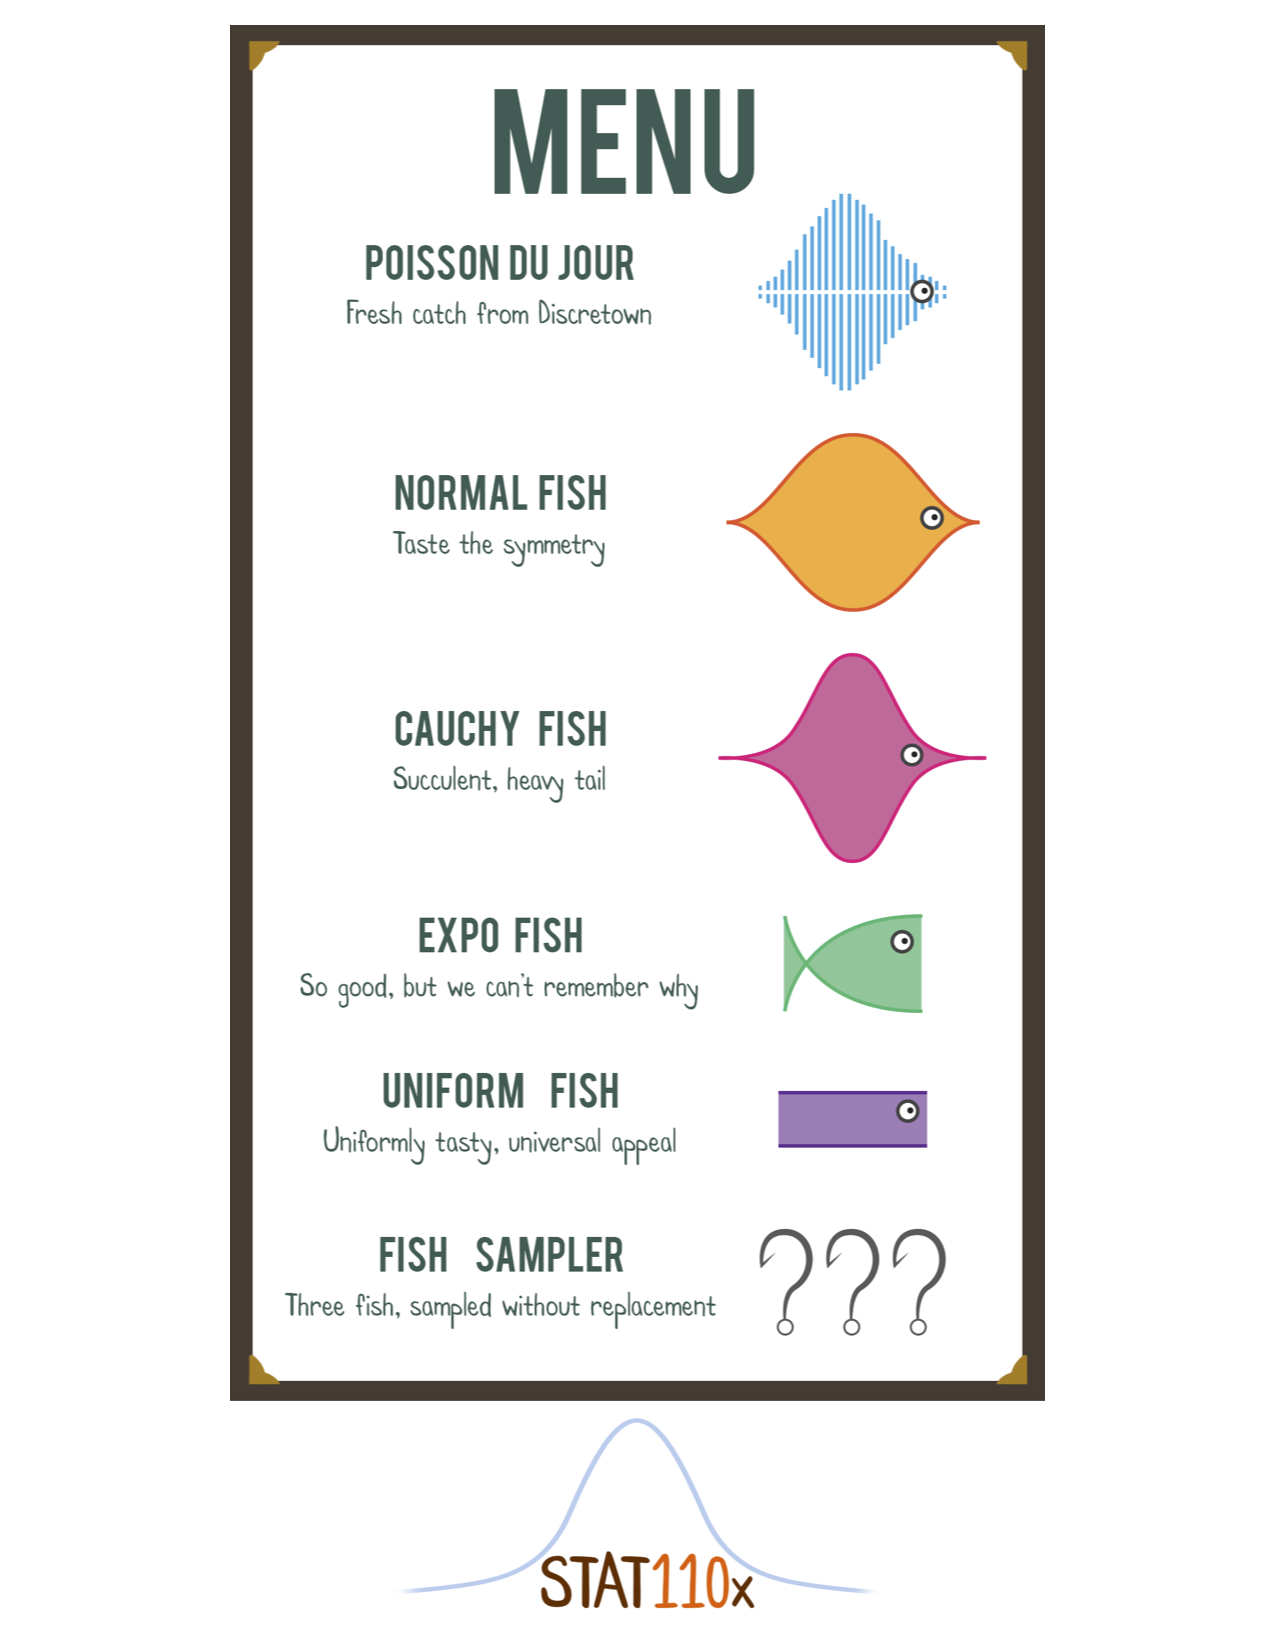 MENU
POISSON DU JOUR
Fresh catch from Discretown
NORMAL FISH
Taste the symmetry
CAUCHY FISH
Succulent, heavy tail
EXPO FISH
So good, but we can't remember why
UNIFORM FISH
Uniformly tasty, universal appeal
FISH SAMPLER
Three fish, sampled without replacement
???
STAT110x